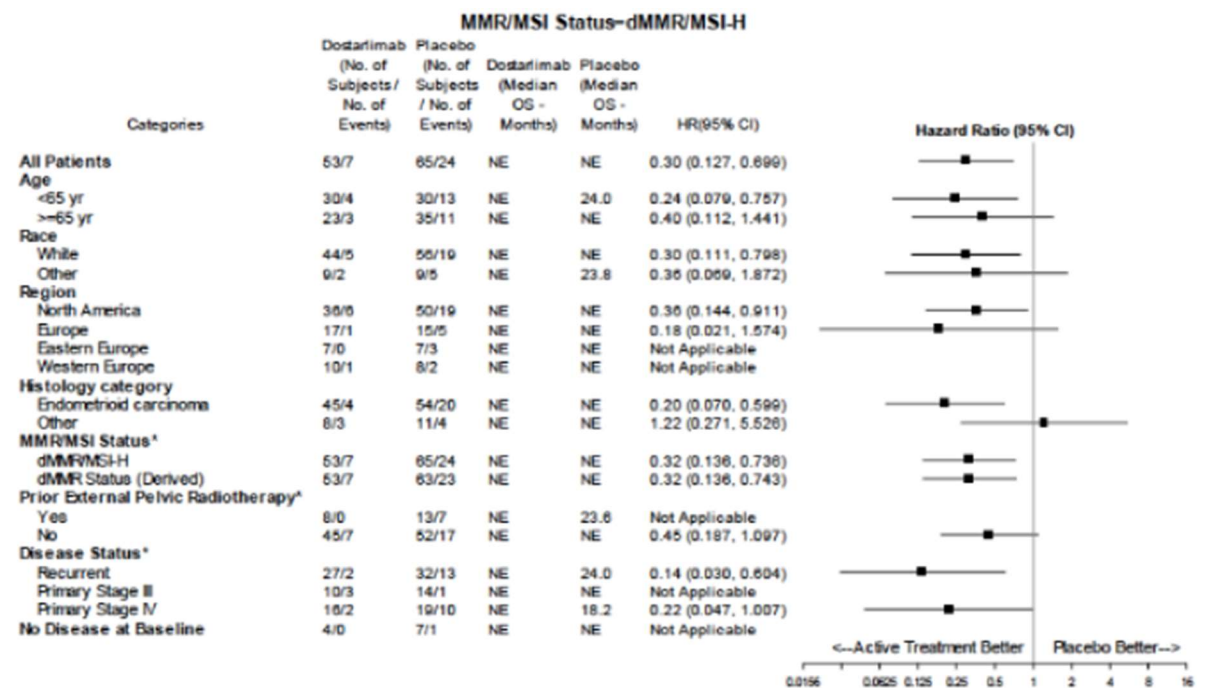 MMR/MSI Status=dMMR/MSI-H
Dostarlimab Placebo
(No. of (No. of Dostarlimab Placebo
Subjects/ Subjects (Median (Median
No. of / No. of OS - OS -
Categories Events) Events) Months) Months) HR(95% CI) Hazard Ratio (95% CI)
All Patients 53/7 65/24 NE NE 0.30 (0.127, 0.699)
Age
<65 yr 30/4 30/13 NE 24.0 0.24 (0.079, 0.757)
>=65 yr 23/3 35/11 NE NE 0.40 (0.112, 1.441)
Race
White 44/5 56/19 NE NE 0.30 (0.111, 0.798)
Other 9/2 9/5 NE 23.8 0.36 (0.069, 1.872)
Region
North America 36/6 50/19 NE NE 0.36 (0.144, 0.911)
Europe 17/1 15/5 NE NE 0.18 (0.021, 1.574)
Eastern Europe 7/0 7/3 NE NE Not Applicable
Western Europe 10/1 8/2 NE NE Not Applicable
Histology category
Endometrioid carcinoma 45/4 54/20 NE NE 0.20 (0.070, 0.599)
Other 8/3 11/4 NE NE 1.22 (0.271, 5.526)
MMR/MSI Status*
dMMR/MSI-H 53/7 65/24 NE NE 0.32 (0.136, 0.736)
dMMR Status (Derived) 53/7 63/23 NE NE 0.32 (0.136, 0.743)
Prior External Pelvic Radiotherapy*
Yes 8/0 13/7 NE 23.6 Not Applicable
No 45/7 52/17 NE NE 0.45 (0.187, 1.097)
Disease Status*
Recurrent 27/2 32/13 NE 24.0 0.14 (0.030, 0.604)
Primary Stage III 10/3 14/1 NE NE Not Applicable
Primary Stage IV 16/2 19/10 NE 18.2 0.22 (0.047, 1.007)
No Disease at Baseline 4/0 7/1 NE NE Not Applicable
<--Active Treatment Better Placebo Better-->
0.0156 0.0625 0.125 0.25 0.5 1 2 4 8 16